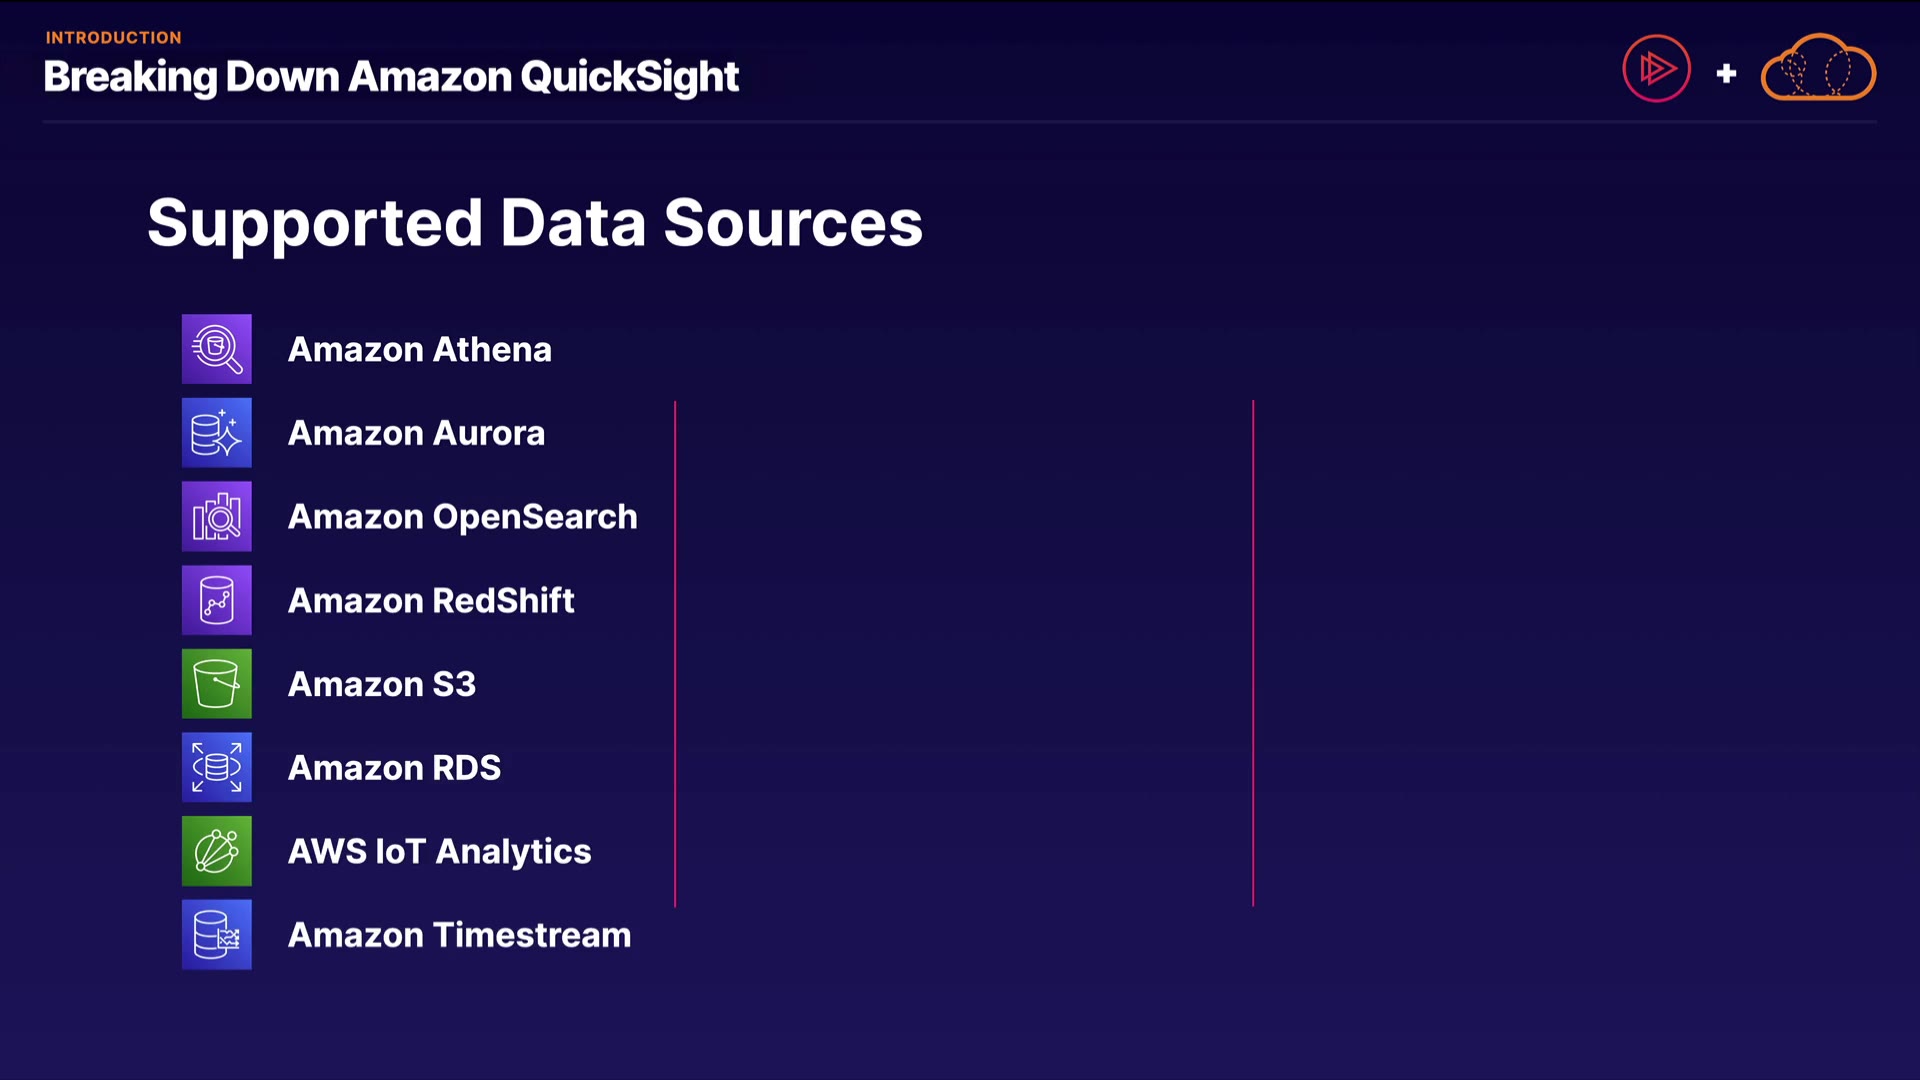 INTRODUCTION
Breaking Down Amazon QuickSight
+
Supported Data Sources
Amazon Athena
Amazon Aurora
Amazon OpenSearch
Amazon RedShift
Amazon S3
Amazon RDS
AWS IoT Analytics
Amazon Timestream